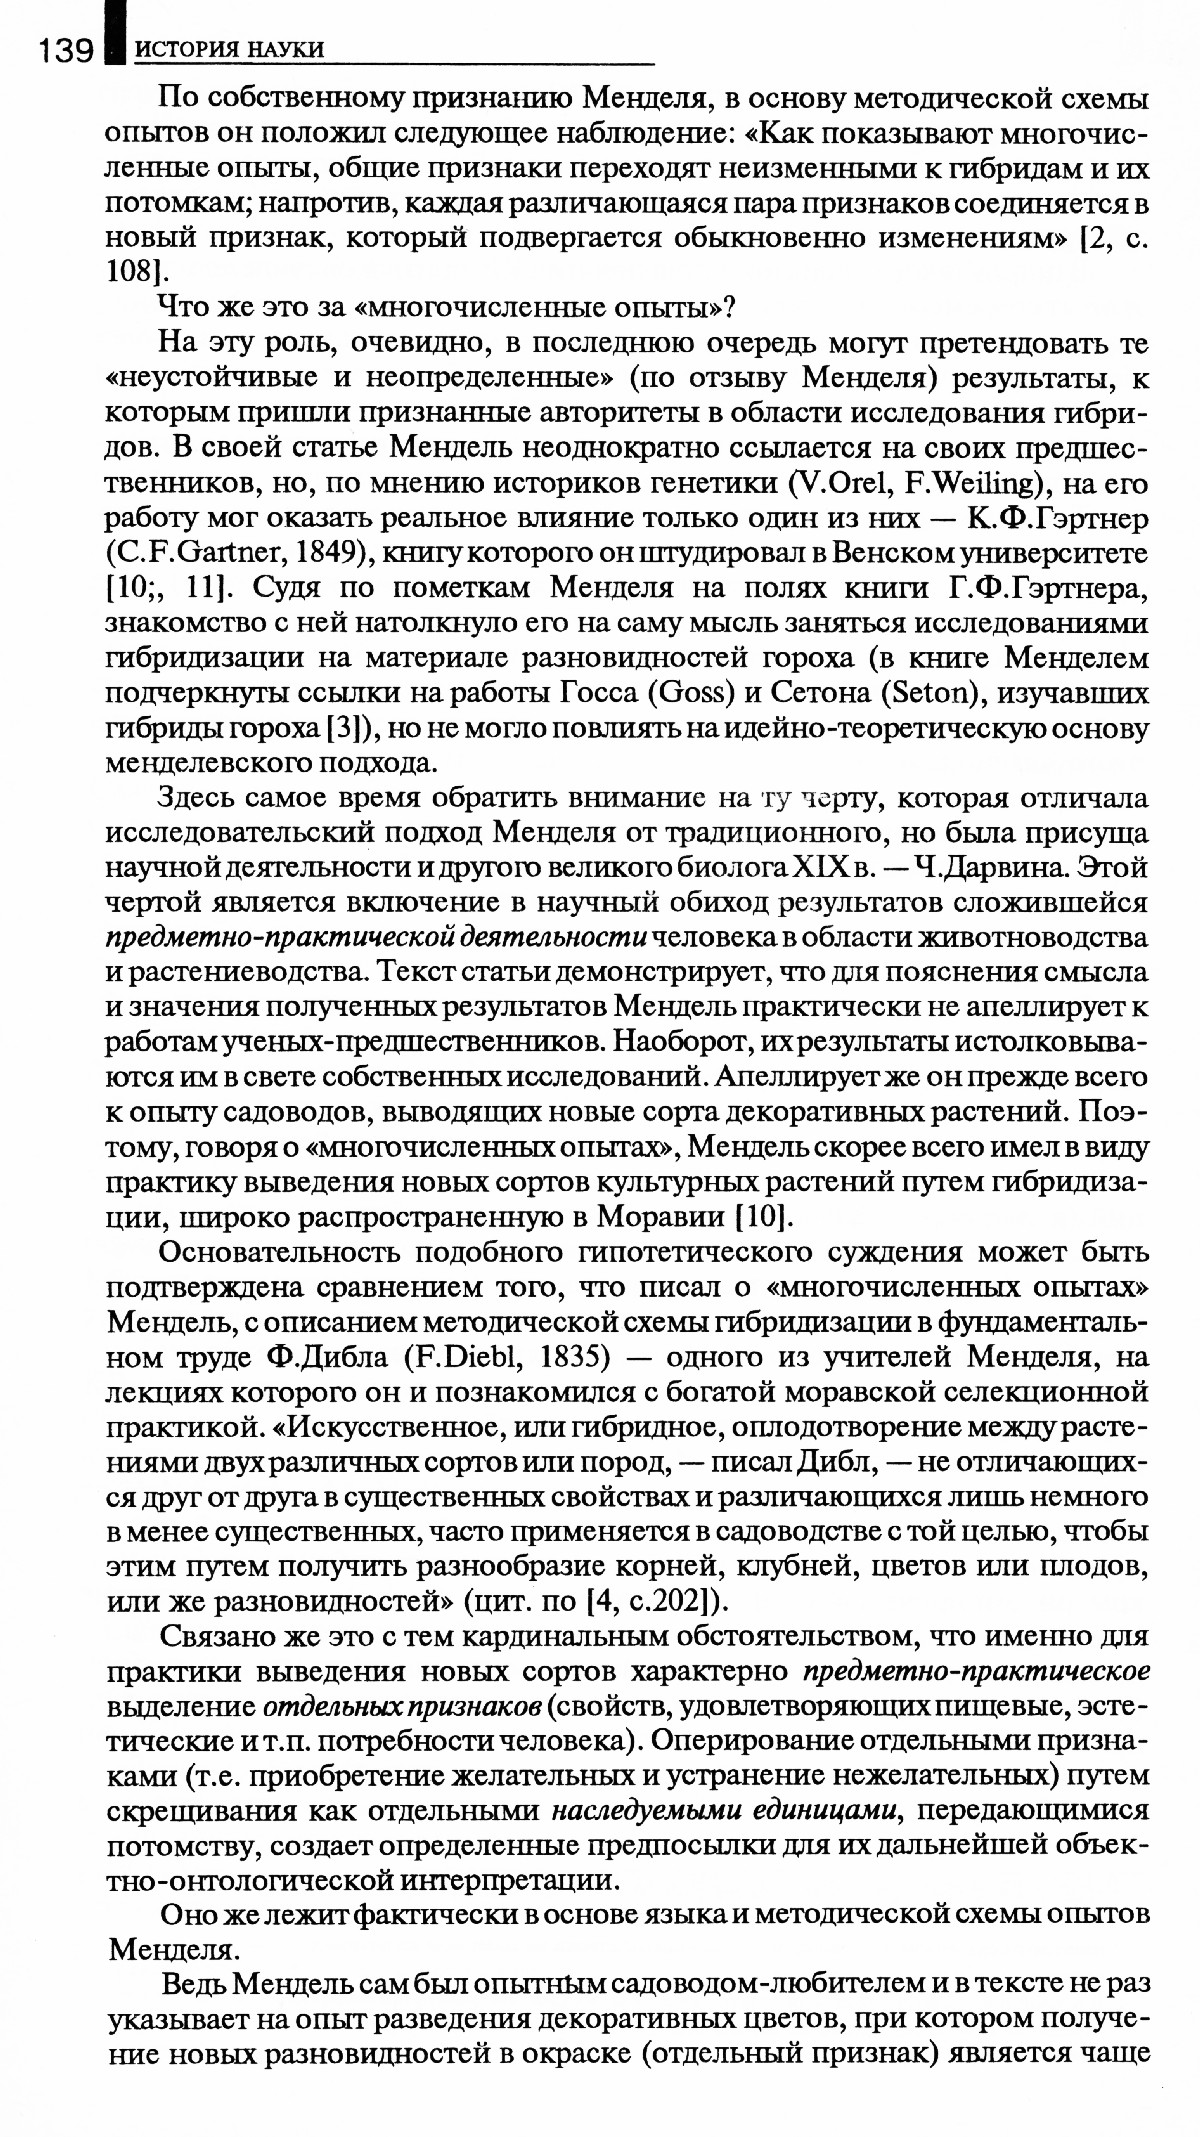 139 ИСТОРИЯ НАУКИ
По собственному признанию Менделя, в основу методической схемы
опытов он положил следующее наблюдение: «Как показывают многочис-
ленные опыты, общие признаки переходят неизменными к гибридам и их
потомкам; напротив, каждая различающаяся пара признаков соединяется в
новый признак, который подвергается обыкновенно изменениям» [2, с.
108].
Что же это за «многочисленные опыты»?
На эту роль, очевидно, в последнюю очередь могут претендовать те
«неустойчивые и неопределенные» (по отзыву Менделя) результаты, к
которым пришли признанные авторитеты в области исследования гибри-
дов. В своей статье Мендель неоднократно ссылается на своих предшес-
твенников, но, по мнению историков генетики (V.Orel, F.Weiling), на его
работу мог оказать реальное влияние только один из них — К.Ф.Гэртнер
(C.F.Gartner, 1849), книгу которого он штудировал в Венском университете
[10;, 11]. Судя по пометкам Менделя на полях книги Г.Ф.Гэртнера,
знакомство с ней натолкнуло его на саму мысль заняться исследованиями
гибридизации на материале разновидностей гороха (в книге Менделем
подчеркнуты ссылки на работы Госса (Goss) и Сетона (Seton), изучавших
гибриды гороха [3]), но не могло повлиять на идейно-теоретическую основу
менделевского подхода.
Здесь самое время обратить внимание на ту черту, которая отличала
исследовательский подход Менделя от традиционного, но была присуща
научной деятельности и другого великого биолога XIX в. — Ч.Дарвина. Этой
чертой является включение в научный обиход результатов сложившейся
предметно-практической деятельности человека в области животноводства
и растениеводства. Текст статьи демонстрирует, что для пояснения смысла
и значения полученных результатов Мендель практически не апеллирует к
работам ученых-предшественников. Наоборот, их результаты истолковыва-
ются им в свете собственных исследований. Апеллирует же он прежде всего
к опыту садоводов, выводящих новые сорта декоративных растений. Поэ-
тому, говоря о «многочисленных опытах», Мендель скорее всего имел в виду
практику выведения новых сортов культурных растений путем гибридиза-
ции, широко распространенную в Моравии [10].
Основательность подобного гипотетического суждения может быть
подтверждена сравнением того, что писал о «многочисленных опытах»
Мендель, с описанием методической схемы гибридизации в фундаменталь-
ном труде Ф.Дибла (F.Diebl, 1835) — одного из учителей Менделя, на
лекциях которого он и познакомился с богатой моравской селекционной
практикой. «Искусственное, или гибридное, оплодотворение между расте-
ниями двух различных сортов или пород, — писал Дибл, — не отличающих-
ся друг от друга в существенных свойствах и различающихся лишь немного
в менее существенных, часто применяется в садоводстве с той целью, чтобы
этим путем получить разнообразие корней, клубней, цветов или плодов,
или же разновидностей» (цит. по [4, с.202]).
Связано же это с тем кардинальным обстоятельством, что именно для
практики выведения новых сортов характерно предметно-практическое
выделение отдельных признаков (свойств, удовлетворяющих пищевые, эсте-
тические и т.п. потребности человека). Оперирование отдельными призна-
ками (т.е. приобретение желательных и устранение нежелательных) путем
скрещивания как отдельными наследуемыми единицами, передающимися
потомству, создает определенные предпосылки для их дальнейшей объек-
тно-онтологической интерпретации.
Оно же лежит фактически в основе языка и методической схемы опытов
Менделя.
Ведь Мендель сам был опытным садоводом-любителем и в тексте не раз
указывает на опыт разведения декоративных цветов, при котором получе-
ние новых разновидностей в окраске (отдельный признак) является чаще